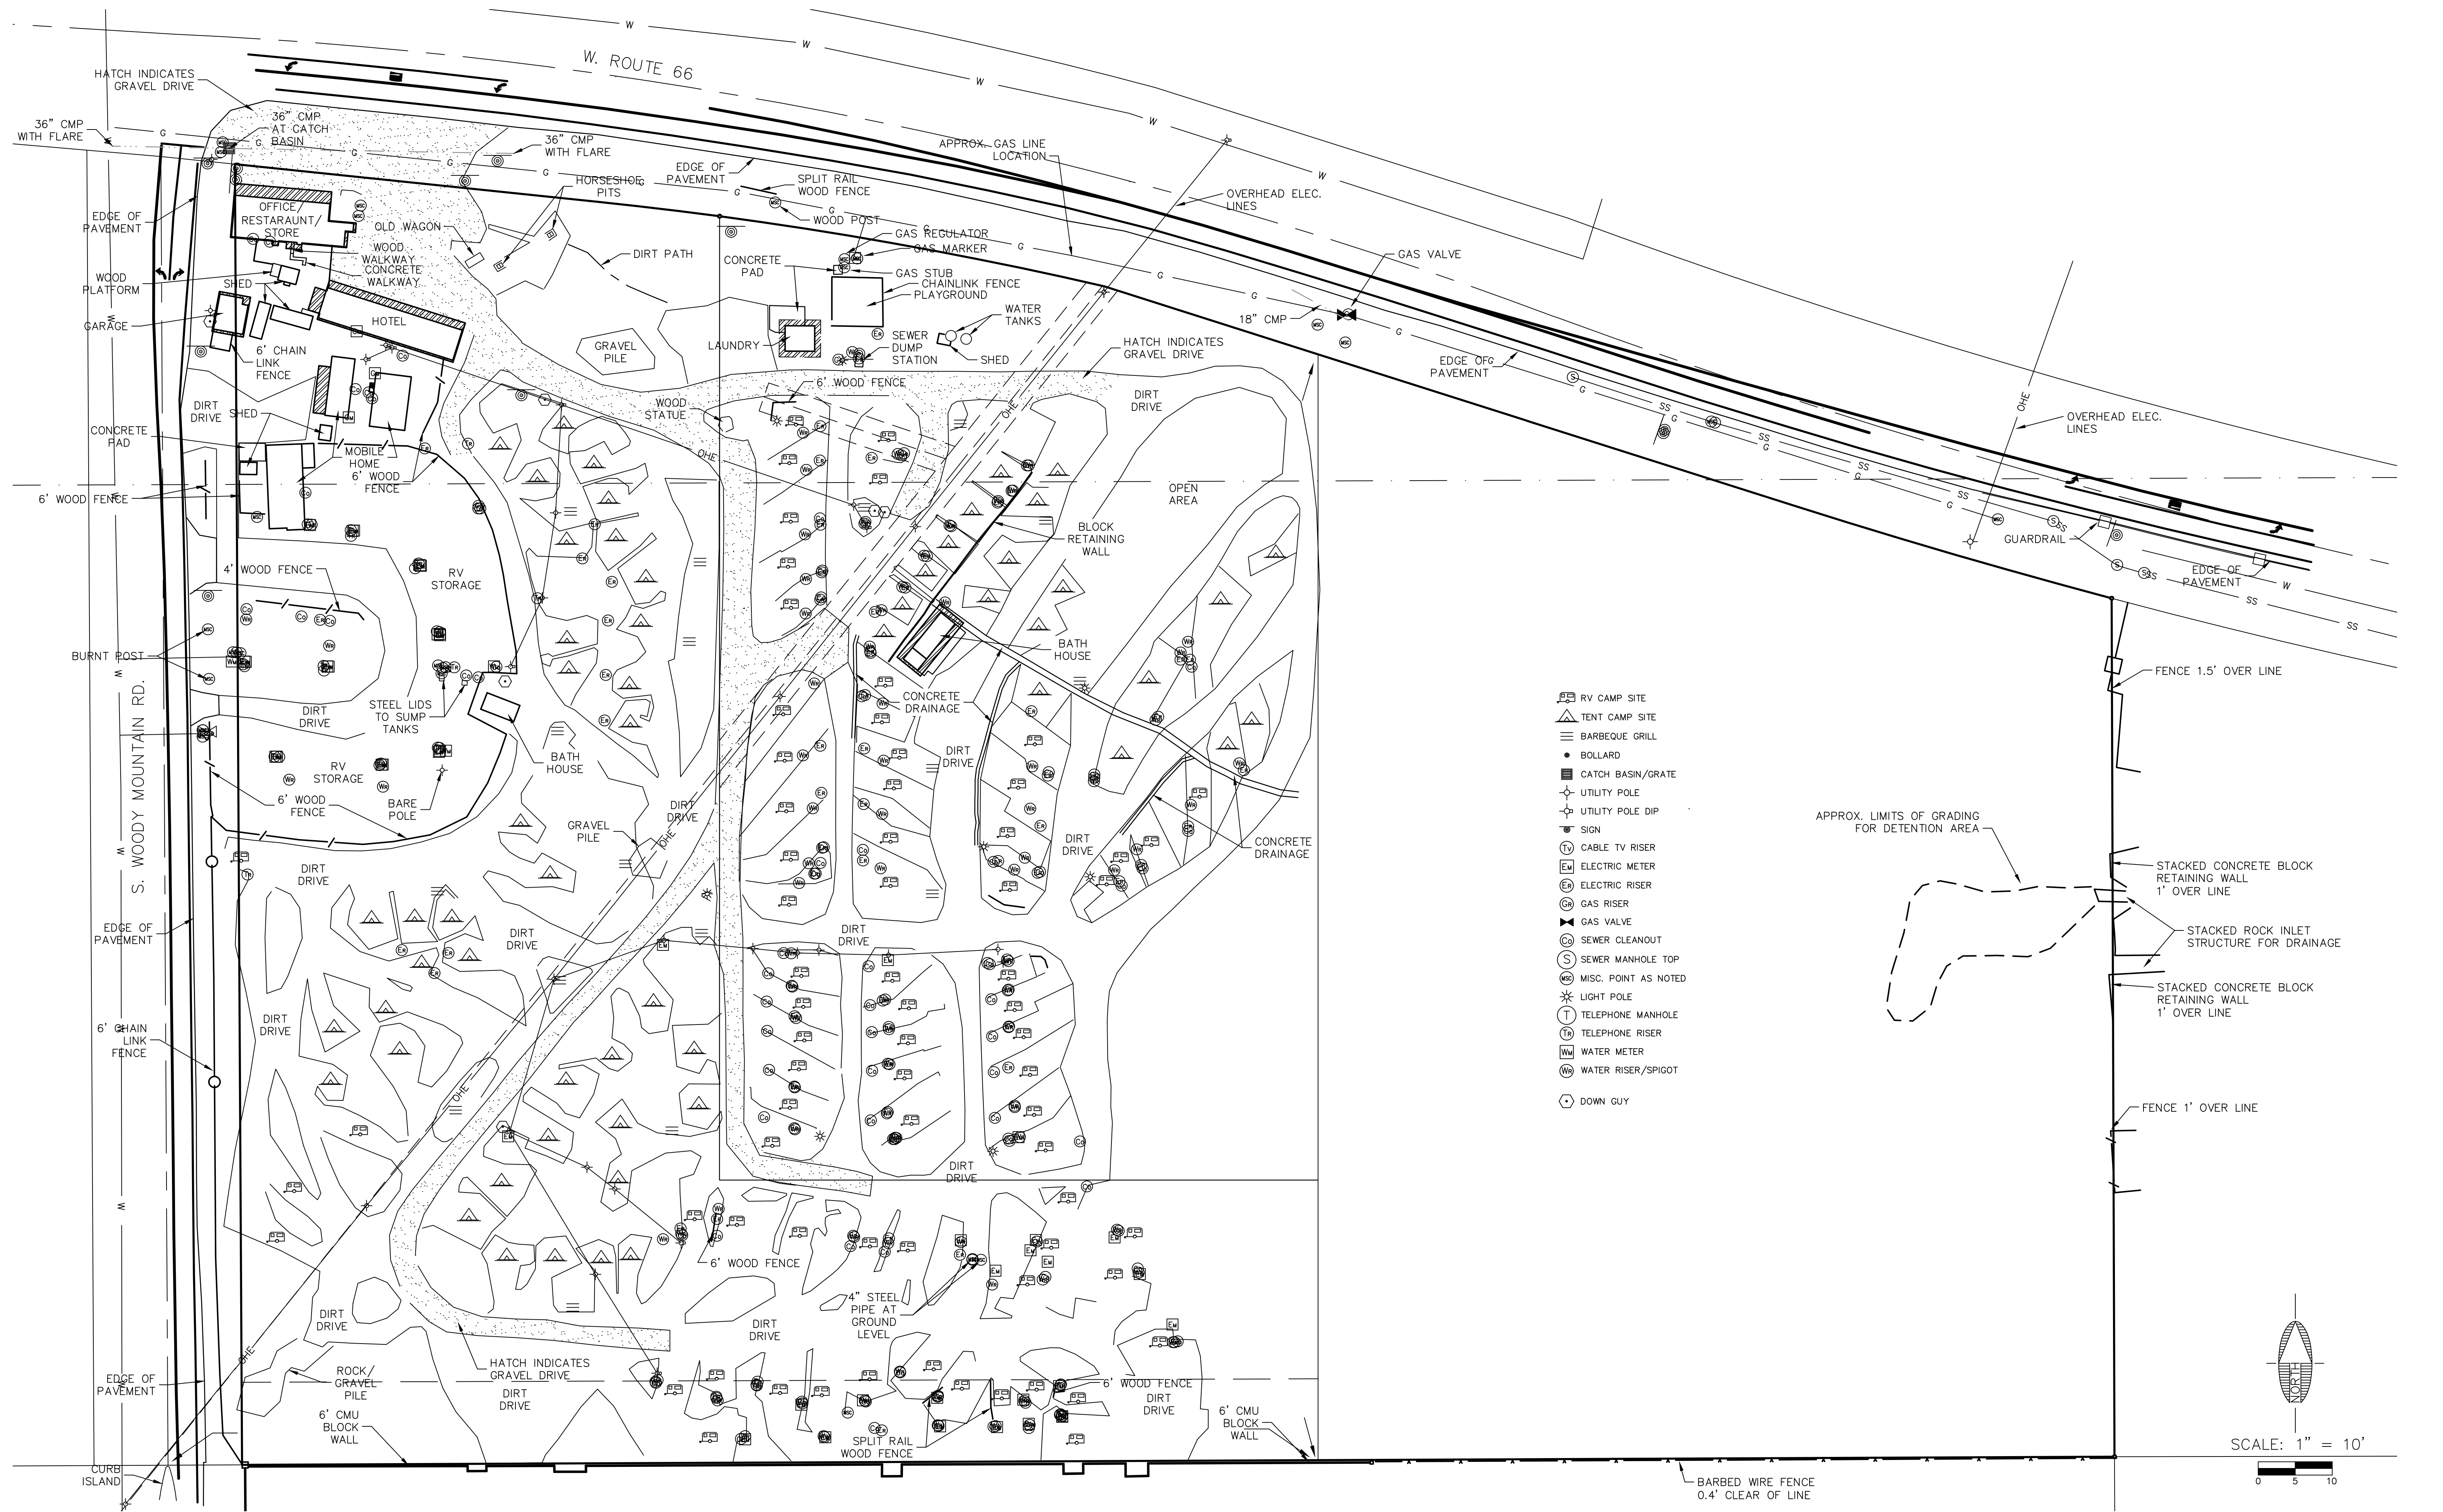 W. ROUTE 66
HATCH INDICATES
GRAVEL DRIVE
36" CMP
WITH FLARE
36" CMP
AT CATCH
BASIN
36" CMP
WITH FLARE
EDGE OF
PAVEMENT
HORSESHOE
PITS
SPLIT RAIL
WOOD FENCE
WOOD POST
APPROX. GAS LINE
LOCATION
OVERHEAD ELEC.
LINES
GAS VALVE
18" CMP
EDGE OF
PAVEMENT
EDGE OF
PAVEMENT
OFFICE
RESTARAUNT/
STORE
OLD WAGON
WOOD
WALKWAY
CONCRETE
WALKWAY
DIRT PATH
GAS REGULATOR
GAS MARKER
GAS STUB
CHAINLINK FENCE
PLAYGROUND
CONCRETE
PAD
WOOD
PLATFORM
SHED
GARAGE
HOTEL
6' CHAIN
LINK
FENCE
GRAVEL
PILE
LAUNDRY
SEWER
DUMP
STATION
WATER
TANKS
SHED
HATCH INDICATES
GRAVEL DRIVE
DIRT
DRIVE
DIRT
DRIVE
SHED
CONCRETE
PAD
MOBILE
HOME
6' WOOD
FENCE
6' WOOD FENCE
WOOD
STATUE
6' WOOD FENCE
OHE
OHE
OHE
OVERHEAD ELEC.
LINES
OPEN
AREA
BLOCK
RETAINING
WALL
GUARDRAIL
EDGE OF
PAVEMENT
4' WOOD FENCE
RV
STORAGE
BURNT POST
S. WOODY MOUNTAIN RD.
STEEL LIDS
TO SUMP
TANKS
DIRT
DRIVE
BATH
HOUSE
CONCRETE
DRAINAGE
BATH
HOUSE
RV
STORAGE
BARE
POLE
6' WOOD
FENCE
GRAVEL
PILE
DIRT
DRIVE
OHE
DIRT
DRIVE
DIRT
DRIVE
CONCRETE
DRAINAGE
FENCE 1.5' OVER LINE
RV CAMP SITE
TENT CAMP SITE
BARBEQUE GRILL
BOLLARD
CATCH BASIN/GRATE
UTILITY POLE
UTILITY POLE DIP
SIGN
TV CABLE TV RISER
EM ELECTRIC METER
ER ELECTRIC RISER
GR GAS RISER
GAS VALVE
CO SEWER CLEANOUT
S SEWER MANHOLE TOP
MSC MISC. POINT AS NOTED
LIGHT POLE
T TELEPHONE MANHOLE
TR TELEPHONE RISER
WM WATER METER
WR WATER RISER/SPIGOT
DOWN GUY
APPROX. LIMITS OF GRADING
FOR DETENTION AREA
STACKED CONCRETE BLOCK
RETAINING WALL
1' OVER LINE
STACKED ROCK INLET
STRUCTURE FOR DRAINAGE
STACKED CONCRETE BLOCK
RETAINING WALL
1' OVER LINE
FENCE 1' OVER LINE
DIRT
DRIVE
EDGE OF
PAVEMENT
DIRT
DRIVE
DIRT
DRIVE
DIRT
DRIVE
6' CHAIN
LINK
FENCE
OHE
DIRT
DRIVE
6' WOOD FENCE
4" STEEL
PIPE AT
GROUND
LEVEL
DIRT
DRIVE
DIRT
DRIVE
OHE
HATCH INDICATES
GRAVEL DRIVE
EDGE OF
PAVEMENT
ROCK/
GRAVEL
PILE
DIRT
DRIVE
6' CMU
BLOCK
WALL
6' WOOD FENCE
DIRT
DRIVE
SPLIT RAIL
WOOD FENCE
6' CMU
BLOCK
WALL
CURB
ISLAND
BARBED WIRE FENCE
0.4' CLEAR OF LINE
NORTH
SCALE: 1" = 10'
0 5 10